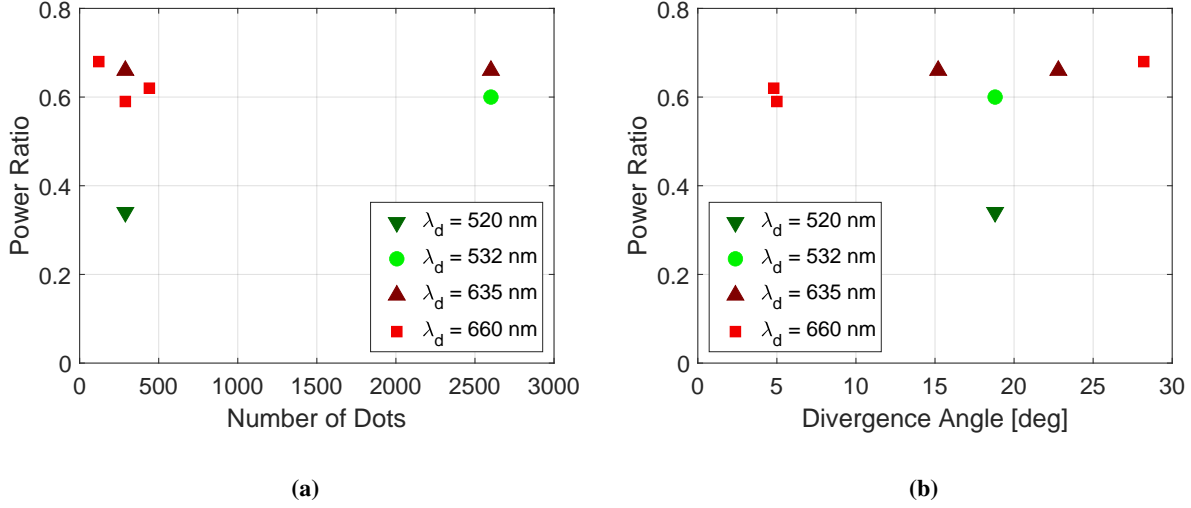 0.8
0.6
0.4
0.2
0
Power Ratio
0 500 1000 1500 2000 2500 3000
Number of Dots
λd = 520 nm
λd = 532 nm
λd = 635 nm
λd = 660 nm
(a)
0.8
0.6
0.4
0.2
0
Power Ratio
0 5 10 15 20 25 30
Divergence Angle [deg]
λd = 520 nm
λd = 532 nm
λd = 635 nm
λd = 660 nm
(b)